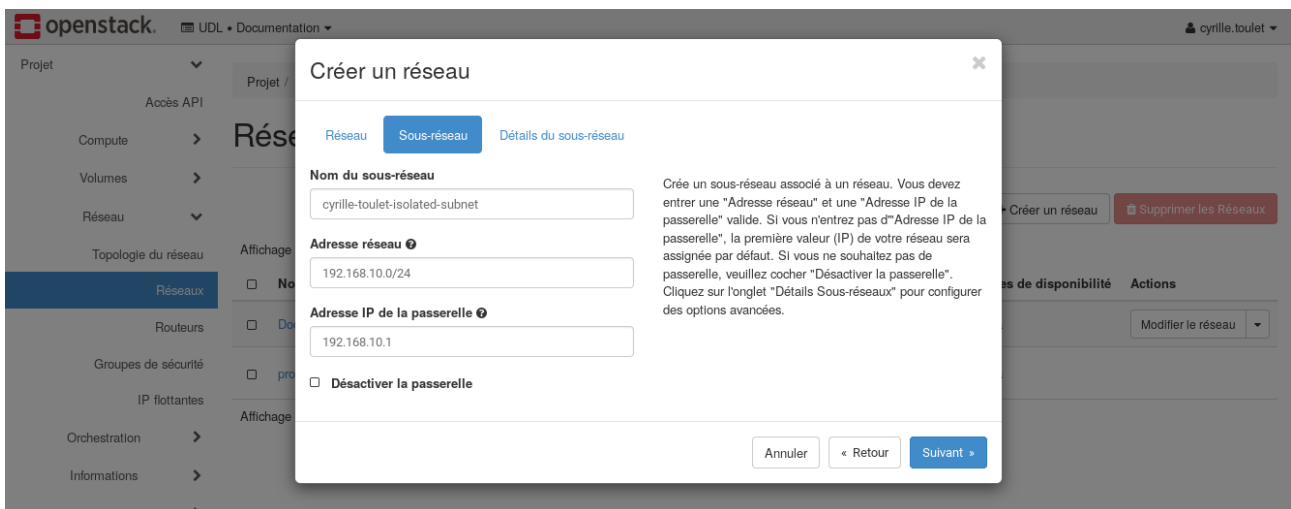 openstack. UDL • Documentation cyrille.toulet
Projet
Accès API
Compute
Volumes
Réseau
Topologie du réseau
Réseaux
Routeurs
Groupes de sécurité
IP flottantes
Orchestration
Informations
Projet /
Rése
Créer un réseau
Supprimer les Réseaux
Affichage
No
es de disponibilité
Actions
Do
Modifier le réseau
pro
Affichage
Créer un réseau
Réseau
Sous-réseau
Détails du sous-réseau
Nom du sous-réseau
cyrille-toulet-isolated-subnet
Adresse réseau
192.168.10.0/24
Adresse IP de la passerelle
192.168.10.1
Désactiver la passerelle
Crée un sous-réseau associé à un réseau. Vous devez
entrer une "Adresse réseau" et une "Adresse IP de la
passerelle" valide. Si vous n'entrez pas d'"Adresse IP de la
passerelle", la première valeur (IP) de votre réseau sera
assignée par défaut. Si vous ne souhaitez pas de
passerelle, veuillez cocher "Désactiver la passerelle".
Cliquez sur l'onglet "Détails Sous-réseaux" pour configurer
des options avancées.
Annuler
« Retour
Suivant »